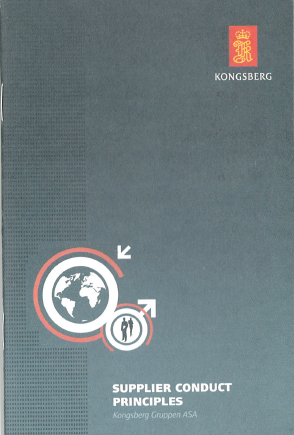 KONGSBERG
SUPPLIER CONDUCT
PRINCIPLES
Kongsberg Gruppen ASA